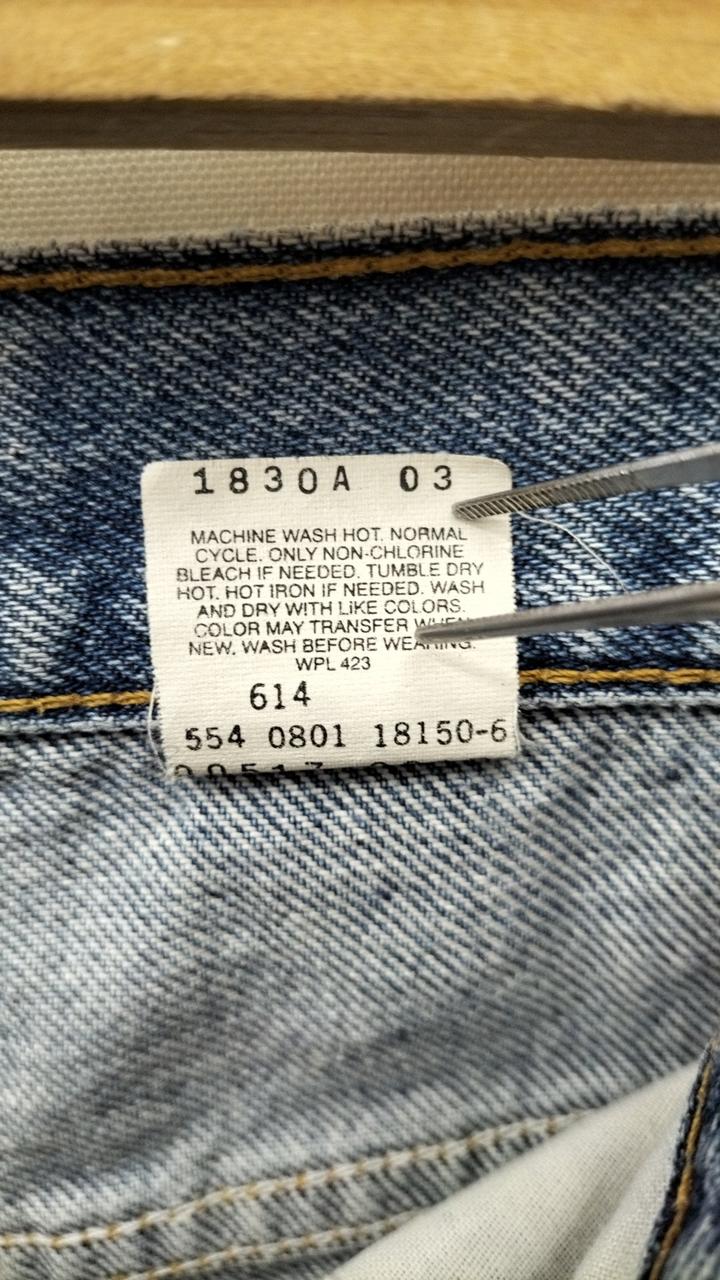 1830A 03
MACHINE WASH HOT. NORMAL
CYCLE. ONLY NON-CHLORINE
BLEACH IF NEEDED. TUMBLE DRY
HOT. HOT IRON IF NEEDED. WASH
AND DRY WITH LIKE COLORS.
COLOR MAY TRANSFER WHEN
NEW. WASH BEFORE WEARING.
WPL 423
614
554 0801 18150-6